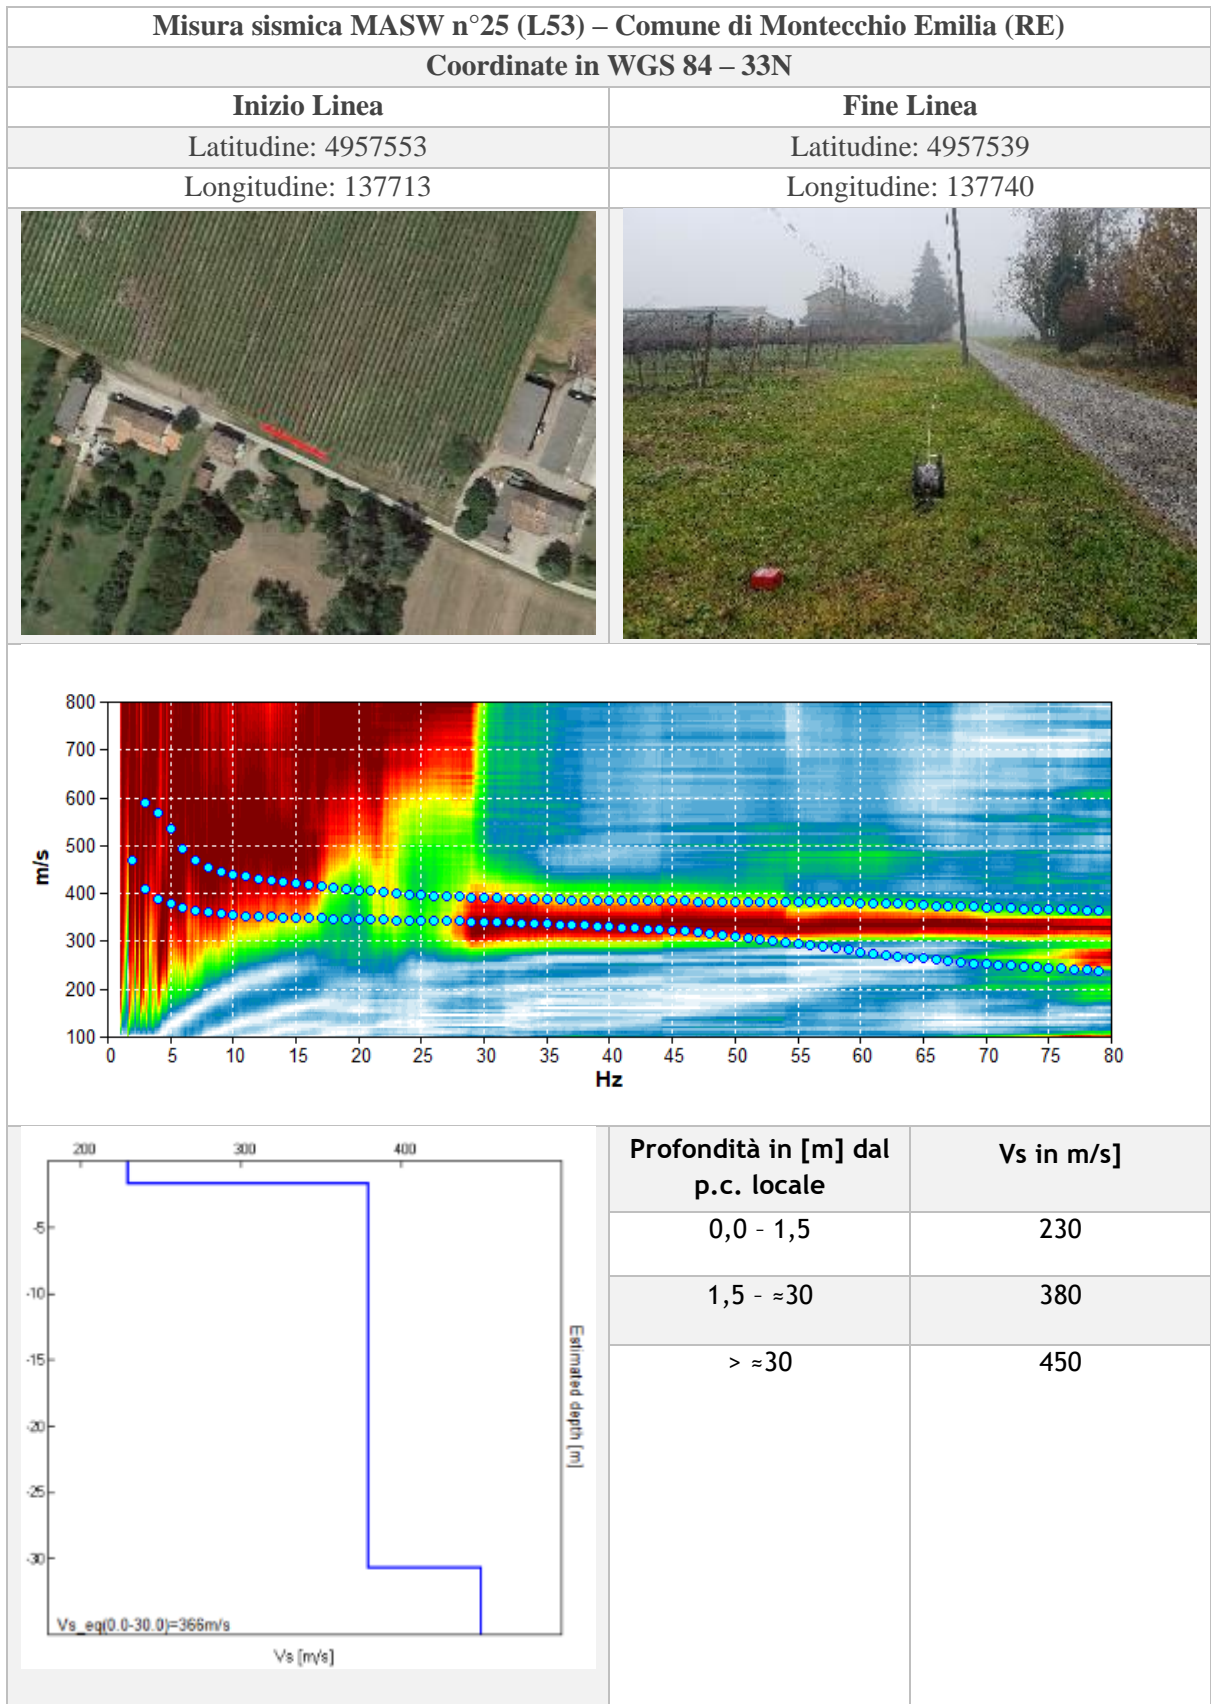 Misura sismica MASW n°25 (L53) – Comune di Montecchio Emilia (RE)
Coordinate in WGS 84 – 33N
Inizio Linea
Fine Linea
Latitudine: 4957553
Latitudine: 4957539
Longitudine: 137713
Longitudine: 137740
800
700
600
500
400
300
200
100
m/s
0 5 10 15 20 25 30 35 40 45 50 55 60 65 70 75 80
Hz
200 300 400
-5
-10
-15
-20
-25
-30
Estimated depth [m]
Vs_eq(0.0-30.0)=366m/s
Vs [m/s]
Profondità in [m] dal
p.c. locale
Vs in m/s]
0,0 – 1,5
230
1,5 – ≈30
380
> ≈30
450